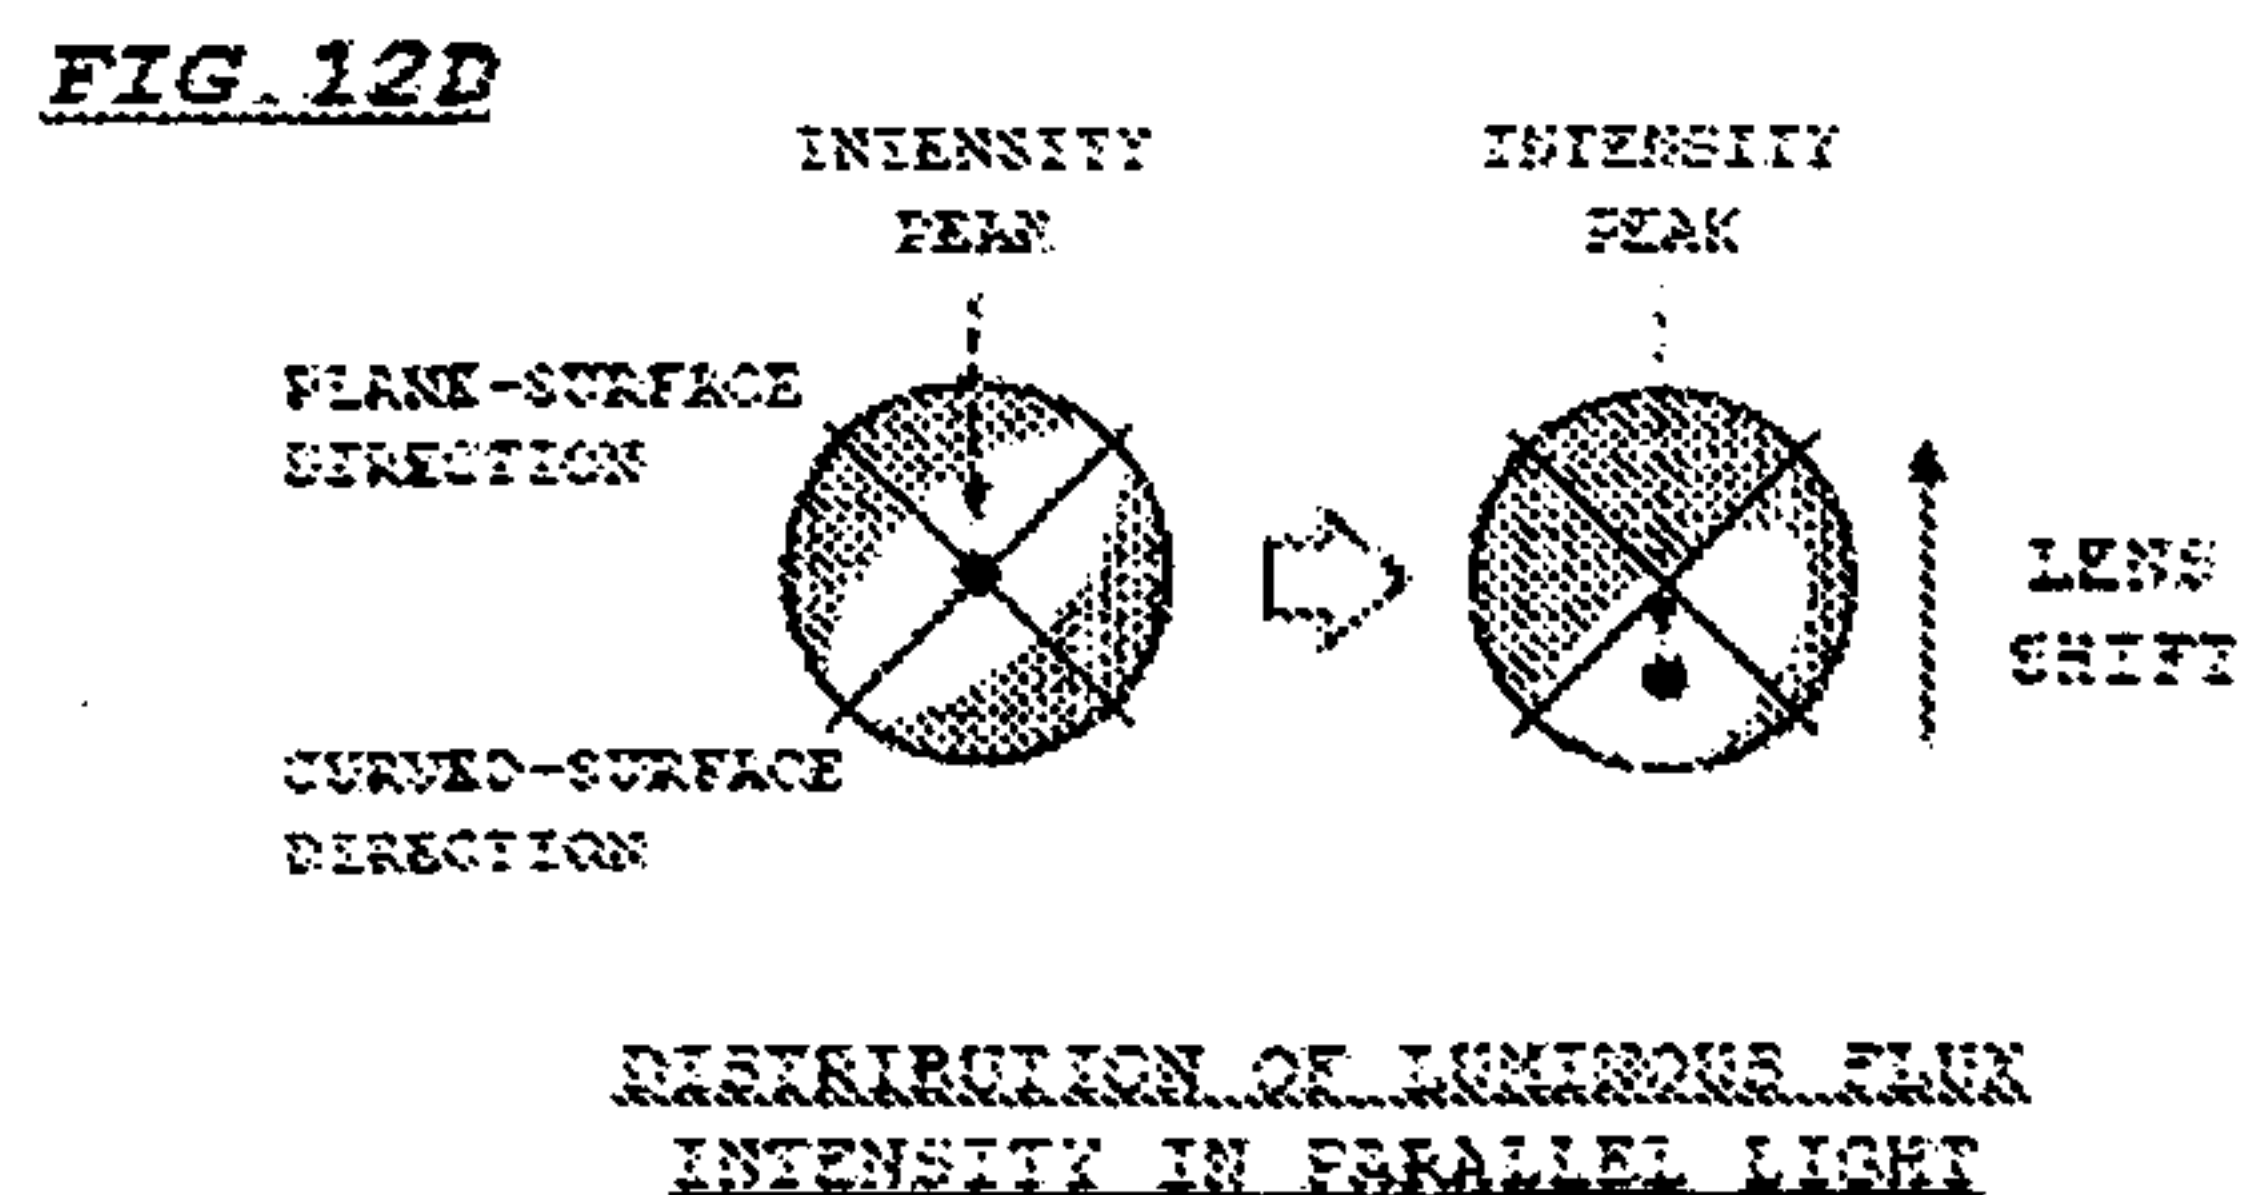 FIG. 12D
INTENSITY
PEAK
INTENSITY
PEAK
PLANE-SURFACE
DIRECTION
LENS
SHIFT
CURVED-SURFACE
DIRECTION
DISTRIBUTION OF LUMINOUS FLUX
INTENSITY IN PARALLEL LIGHT